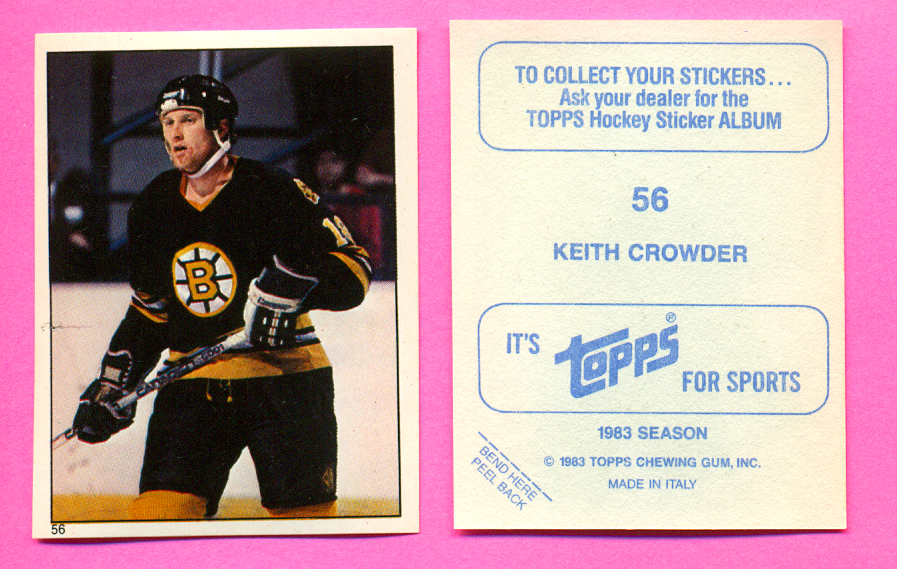 B
18
56
TO COLLECT YOUR STICKERS...
Ask your dealer for the
TOPPS Hockey Sticker ALBUM
56
KEITH CROWDER
IT'S
topps®
FOR SPORTS
1983 SEASON
© 1983 TOPPS CHEWING GUM, INC.
MADE IN ITALY
BEND HERE
PEEL BACK